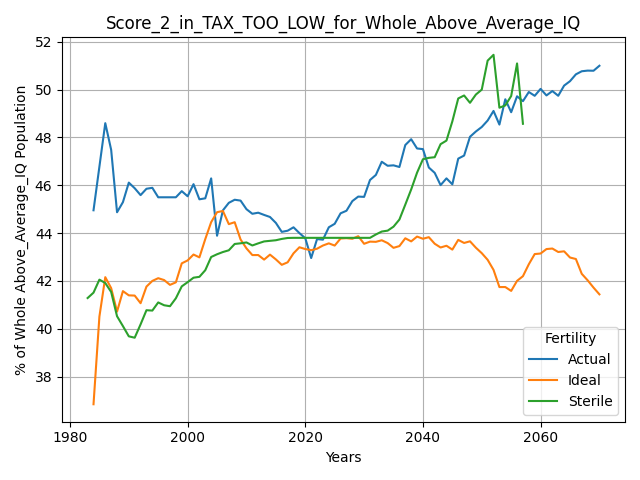 Score_2_in_TAX_TOO_LOW_for_Whole_Above_Average_IQ
% of Whole Above_Average_IQ Population
52
50
48
46
44
42
40
38
1980
2000
2020
2040
2060
Years
Fertility
Actual
Ideal
Sterile